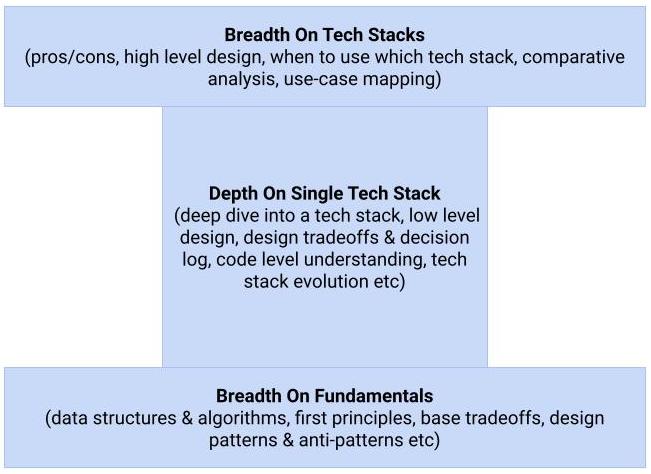 Breadth On Tech Stacks
(pros/cons, high level design, when to use which tech stack, comparative
analysis, use-case mapping)
Depth On Single Tech Stack
(deep dive into a tech stack, low level
design, design tradeoffs & decision
log, code level understanding, tech
stack evolution etc)
Breadth On Fundamentals
(data structures & algorithms, first principles, base tradeoffs, design
patterns & anti-patterns etc)